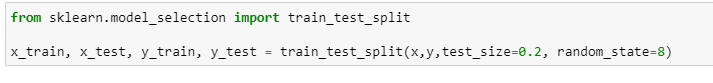 from sklearn.model_selection import train_test_split
x_train, x_test, y_train, y_test = train_test_split(x,y,test_size=0.2, random_state=8)